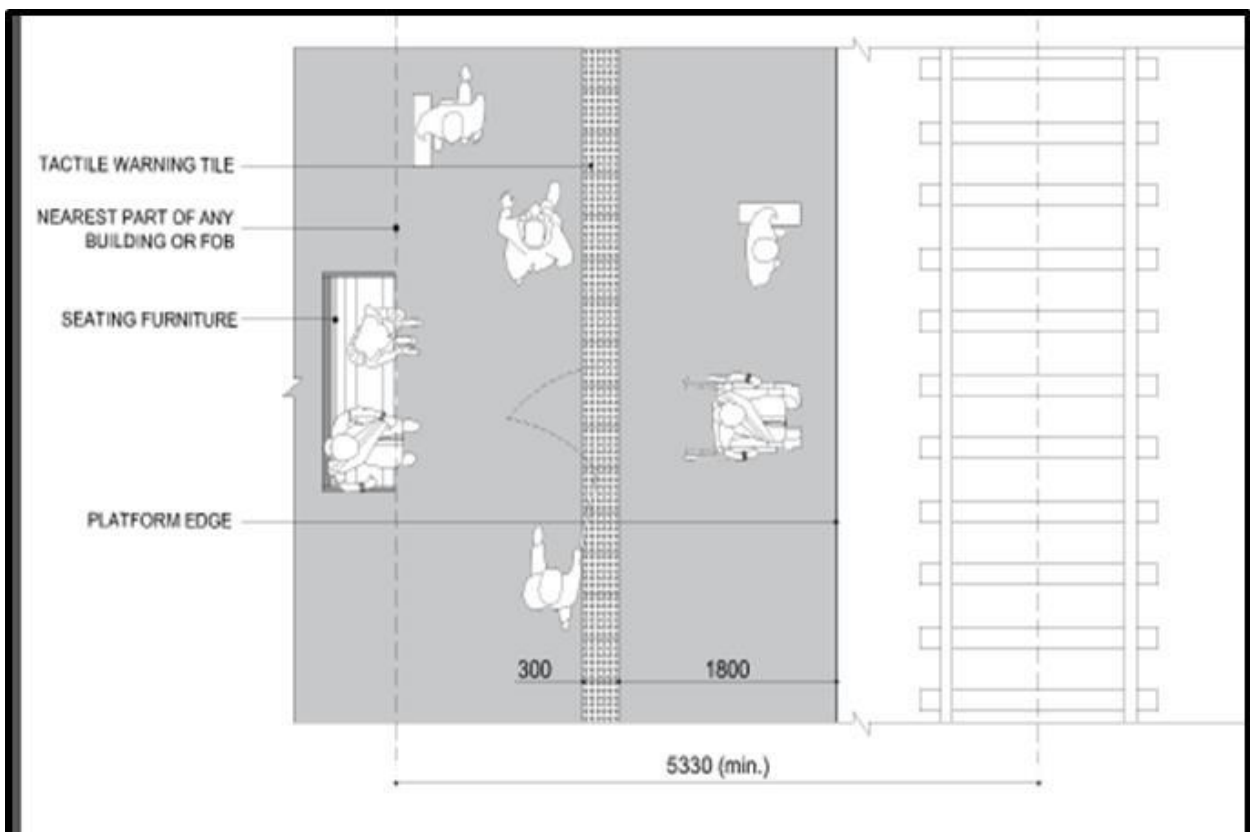 TACTILE WARNING TILE
NEAREST PART OF ANY
BUILDING OR FOB
SEATING FURNITURE
PLATFORM EDGE
300
1800
5330 (min.)